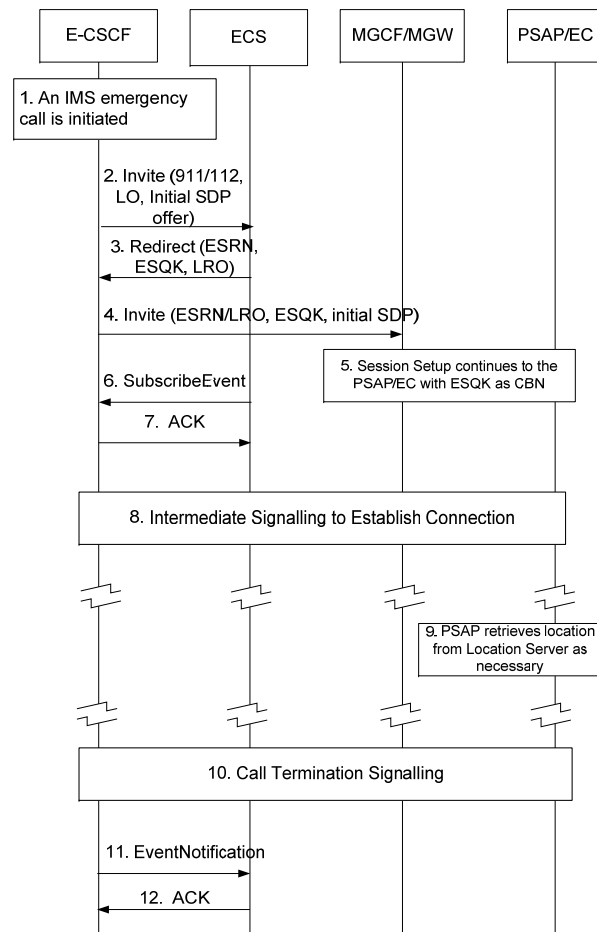 E-CSCF
ECS
MGCF/MGW
PSAP/EC
1. An IMS emergency
call is initiated
2. Invite (911/112,
LO, Initial SDP
offer)
3. Redirect (ESRN,
ESQK, LRO)
4. Invite (ESRN/LRO, ESQK, initial SDP)
5. Session Setup continues to the
PSAP/EC with ESQK as CBN
6. SubscribeEvent
7. ACK
8. Intermediate Signalling to Establish Connection
9. PSAP retrieves location
from Location Server as
necessary
10. Call Termination Signalling
11. EventNotification
12. ACK